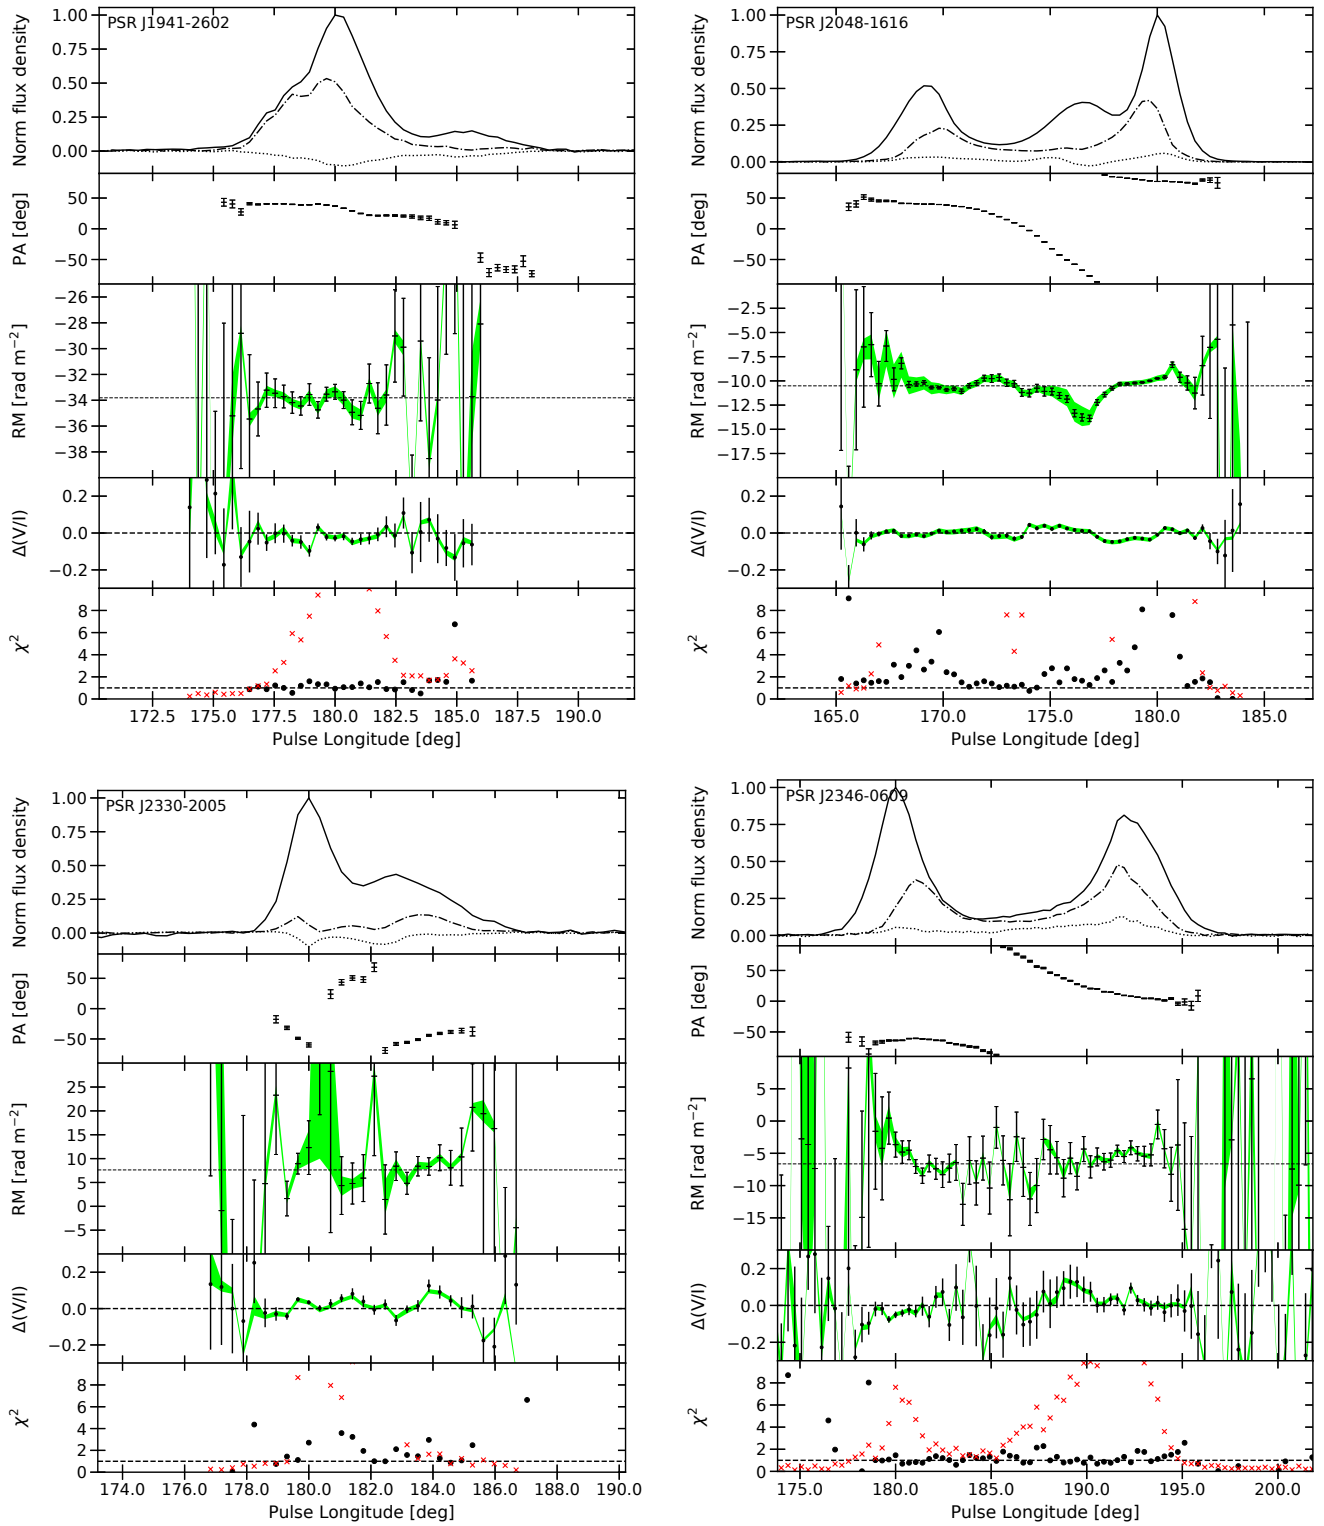 PSR J1941-2602
Norm flux density
1.00
0.75
0.50
0.25
0.00
PA [deg]
50
0
−50
RM [rad m−2]
−26
−28
−30
−32
−34
−36
−38
Δ(V/I)
0.2
0.0
−0.2
χ2
8
6
4
2
0
172.5 175.0 177.5 180.0 182.5 185.0 187.5 190.0
Pulse Longitude [deg]
PSR J2048-1616
Norm flux density
1.00
0.75
0.50
0.25
0.00
PA [deg]
50
0
−50
RM [rad m−2]
−2.5
−5.0
−7.5
−10.0
−12.5
−15.0
−17.5
Δ(V/I)
0.2
0.0
−0.2
χ2
8
6
4
2
0
165.0 170.0 175.0 180.0 185.0
Pulse Longitude [deg]
PSR J2330-2005
Norm flux density
1.00
0.75
0.50
0.25
0.00
PA [deg]
50
0
−50
RM [rad m−2]
25
20
15
10
5
0
−5
Δ(V/I)
0.2
0.0
−0.2
χ2
8
6
4
2
0
174.0 176.0 178.0 180.0 182.0 184.0 186.0 188.0 190.0
Pulse Longitude [deg]
PSR J2346-0609
Norm flux density
1.00
0.75
0.50
0.25
0.00
PA [deg]
50
0
−50
RM [rad m−2]
5
0
−5
−10
−15
Δ(V/I)
0.2
0.0
−0.2
χ2
8
6
4
2
0
175.0 180.0 185.0 190.0 195.0 200.0
Pulse Longitude [deg]